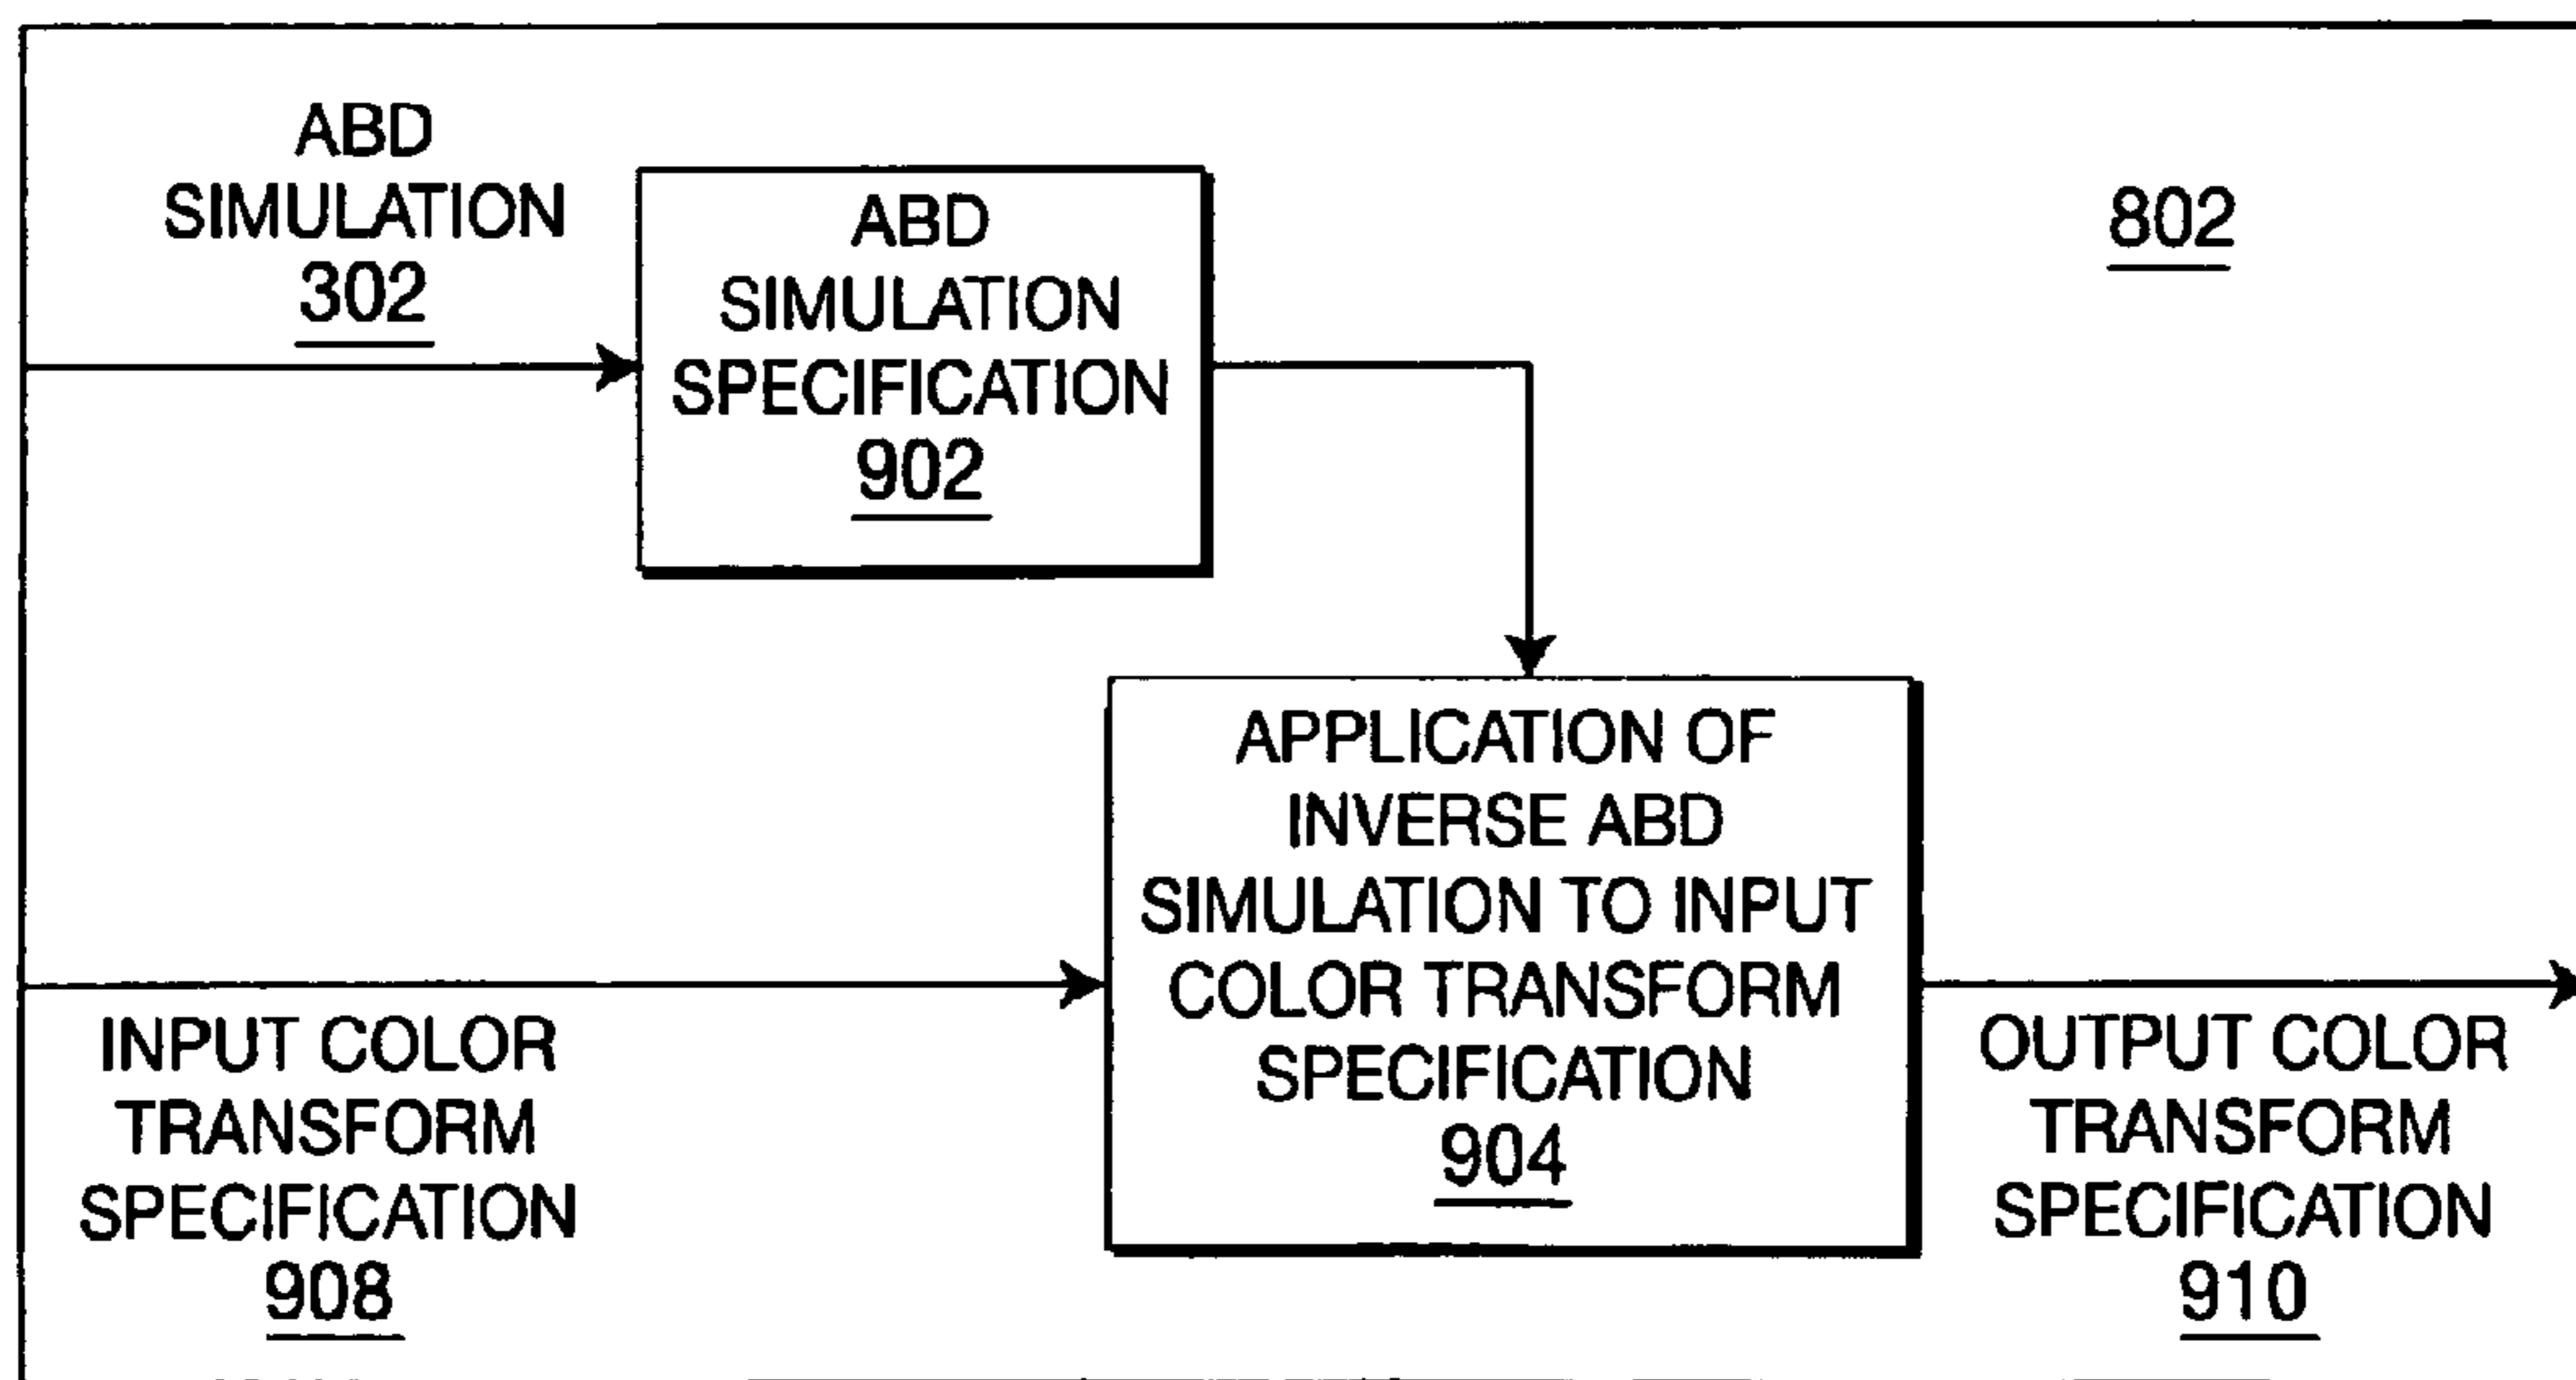 ABD
SIMULATION
302
ABD
SIMULATION
SPECIFICATION
902
802
APPLICATION OF
INVERSE ABD
SIMULATION TO INPUT
COLOR TRANSFORM
SPECIFICATION
904
INPUT COLOR
TRANSFORM
SPECIFICATION
908
OUTPUT COLOR
TRANSFORM
SPECIFICATION
910